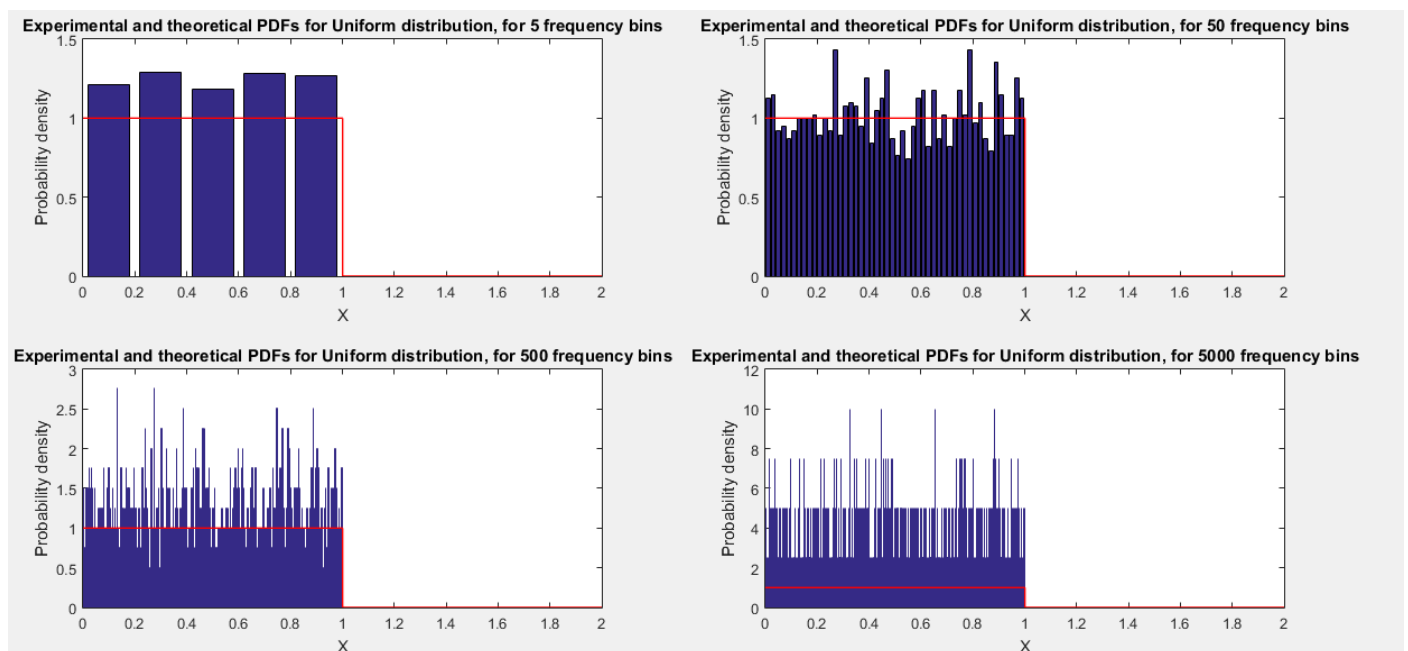 Experimental and theoretical PDFs for Uniform distribution, for 5 frequency bins
1.5
1
0.5
0
Probability density
0 0.2 0.4 0.6 0.8 1 1.2 1.4 1.6 1.8 2
X
Experimental and theoretical PDFs for Uniform distribution, for 50 frequency bins
1.5
1
0.5
0
Probability density
0 0.2 0.4 0.6 0.8 1 1.2 1.4 1.6 1.8 2
X
Experimental and theoretical PDFs for Uniform distribution, for 500 frequency bins
3
2.5
2
1.5
1
0.5
0
Probability density
0 0.2 0.4 0.6 0.8 1 1.2 1.4 1.6 1.8 2
X
Experimental and theoretical PDFs for Uniform distribution, for 5000 frequency bins
12
10
8
6
4
2
0
Probability density
0 0.2 0.4 0.6 0.8 1 1.2 1.4 1.6 1.8 2
X